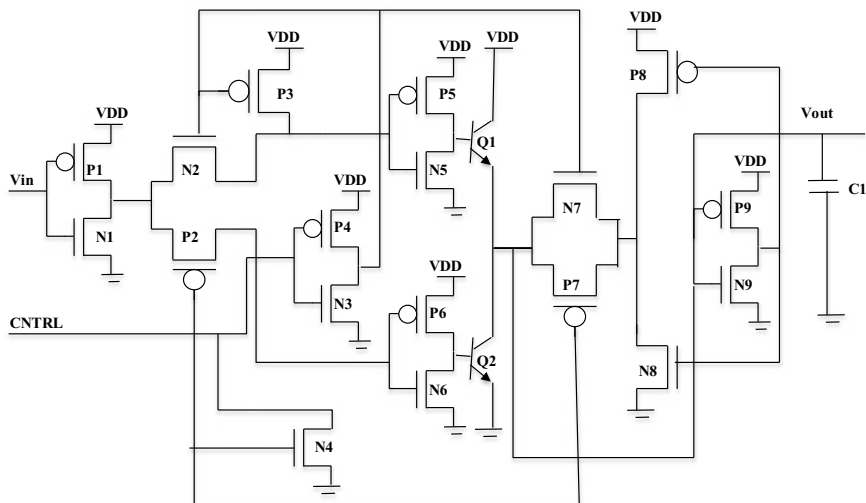 VDD
VDD
VDD
VDD
P8
P3
P5
VDD
Vout
Q1
N2
P1
N5
Vin
VDD
VDD
C1
P4
N7
P9
N1
P2
VDD
P7
N9
N3
P6
CNTRL
Q2
N8
N6
N4